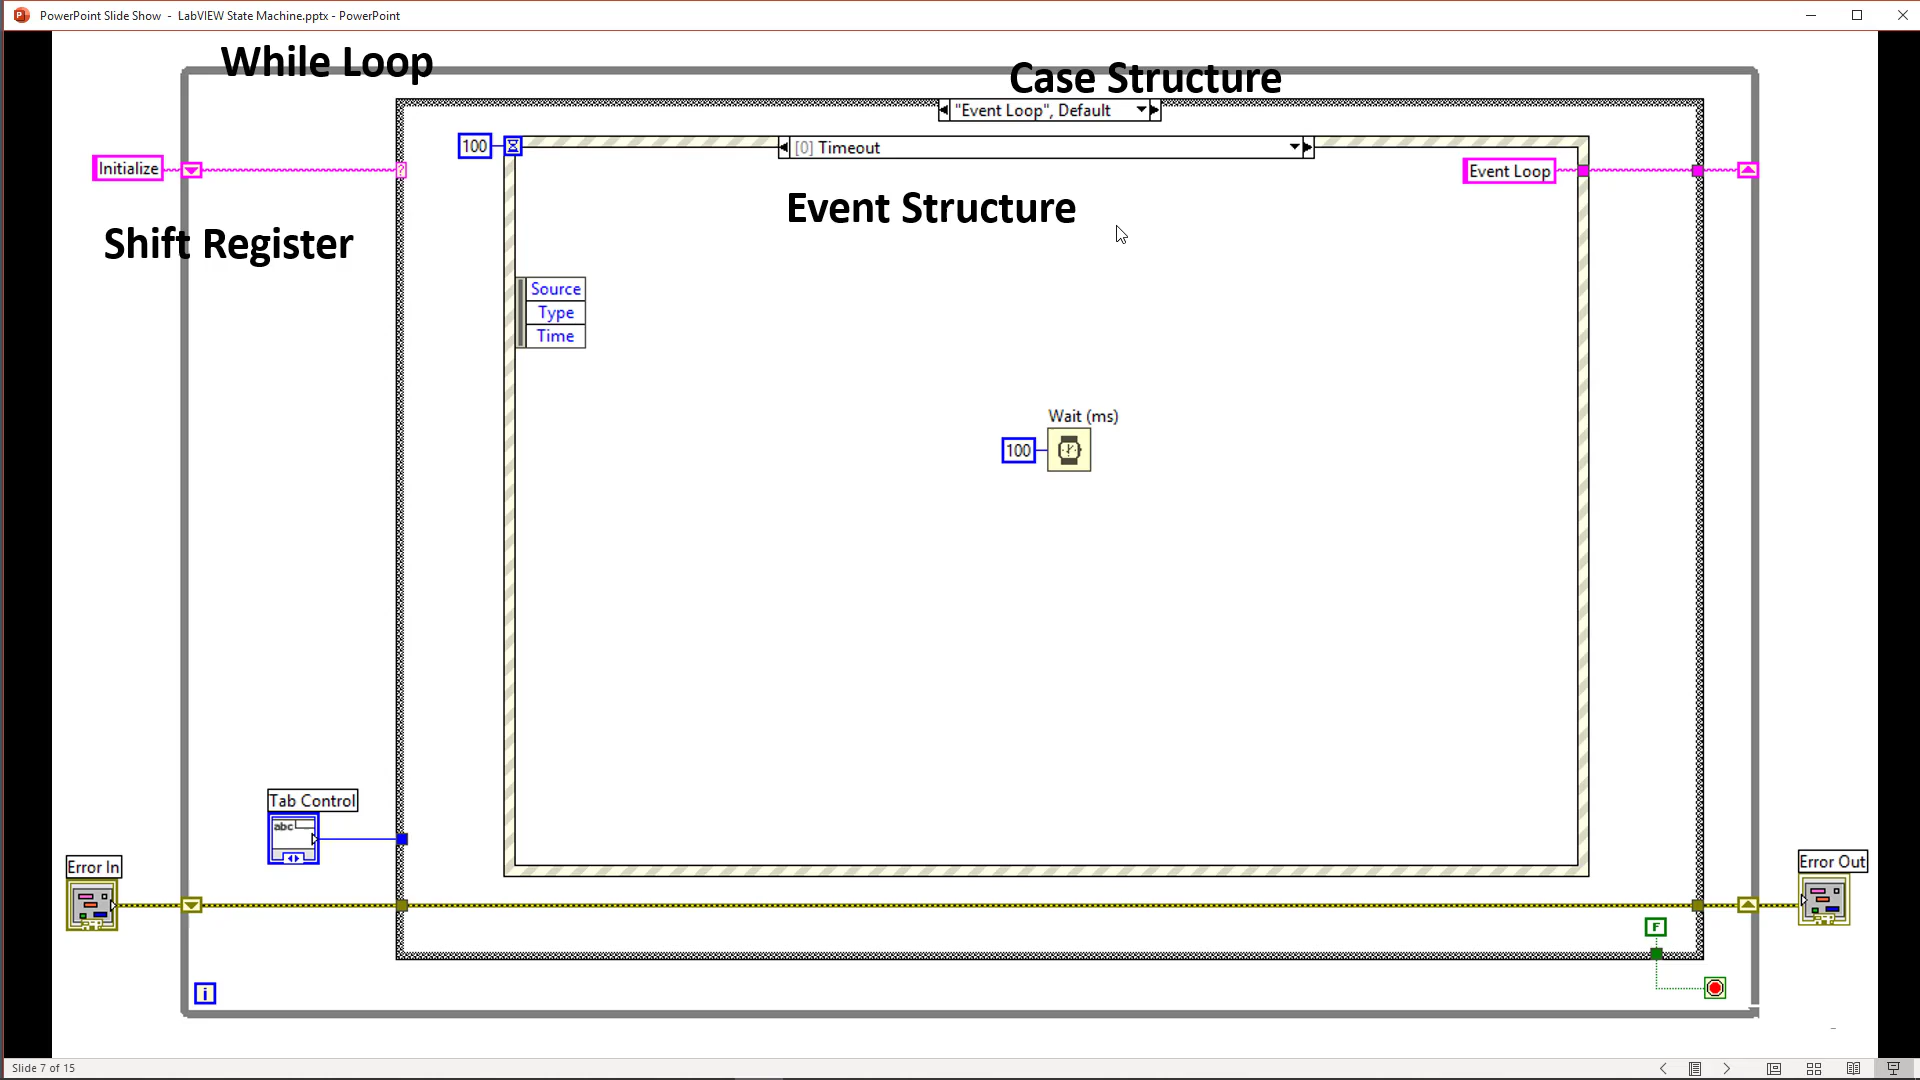 PowerPoint Slide Show - LabVIEW State Machine.pptx - PowerPoint
While Loop
Case Structure
"Event Loop", Default
100
[0] Timeout
Initialize
Event Loop
Event Structure
Shift Register
Source
Type
Time
Wait (ms)
100
Tab Control
abc
Error In
Error Out
F
i
Slide 7 of 15